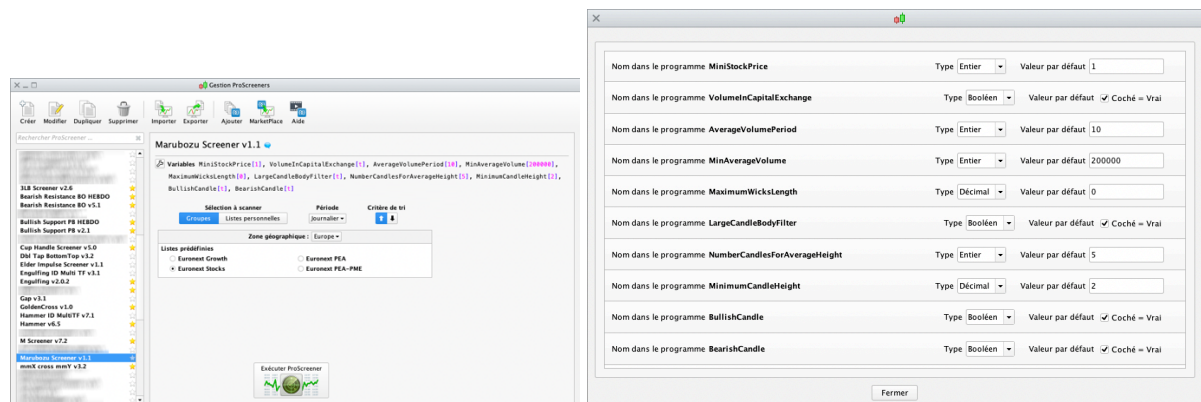 Gestion ProScreeners
Créer Modifier Dupliquer Supprimer Importer Exporter Ajouter MarketPlace Aide
Rechercher ProScreener ...
3LB Screener v2.6
Bearish Resistance BO HEBDO
Bearish Resistance BO v5.1
Bullish Support PB HEBDO
Bullish Support PB v2.1
Cup Handle Screener v5.0
Dbl Tap BottomTop v3.2
Elder Impulse Screener v1.1
Engulfing ID Multi TF v3.1
Engulfing v2.0.2
Gap v3.1
GoldenCross v1.0
Hammer ID MultiTF v7.1
Hammer v6.5
M Screener v7.2
Marubozu Screener v1.1
mmX cross mmY v3.2
Marubozu Screener v1.1
Variables MiniStockPrice[1], VolumeInCapitalExchange[t], AverageVolumePeriod[10], MinAverageVolume[200000],
MaximumWicksLength[0], LargeCandleBodyFilter[t], NumberCandlesForAverageHeight[5], MinimumCandleHeight[2],
BullishCandle[t], BearishCandle[t]
Sélection à scanner Période Critère de tri
Groupes Listes personnelles Journalier
Zone géographique : Europe
Listes prédéfinies
Euronext Growth Euronext PEA
Euronext Stocks Euronext PEA-PME
Exécuter ProScreener
Nom dans le programme MiniStockPrice Type Entier Valeur par défaut 1
Nom dans le programme VolumeInCapitalExchange Type Booléen Valeur par défaut Coché = Vrai
Nom dans le programme AverageVolumePeriod Type Entier Valeur par défaut 10
Nom dans le programme MinAverageVolume Type Entier Valeur par défaut 200000
Nom dans le programme MaximumWicksLength Type Décimal Valeur par défaut 0
Nom dans le programme LargeCandleBodyFilter Type Booléen Valeur par défaut Coché = Vrai
Nom dans le programme NumberCandlesForAverageHeight Type Entier Valeur par défaut 5
Nom dans le programme MinimumCandleHeight Type Décimal Valeur par défaut 2
Nom dans le programme BullishCandle Type Booléen Valeur par défaut Coché = Vrai
Nom dans le programme BearishCandle Type Booléen Valeur par défaut Coché = Vrai
Fermer